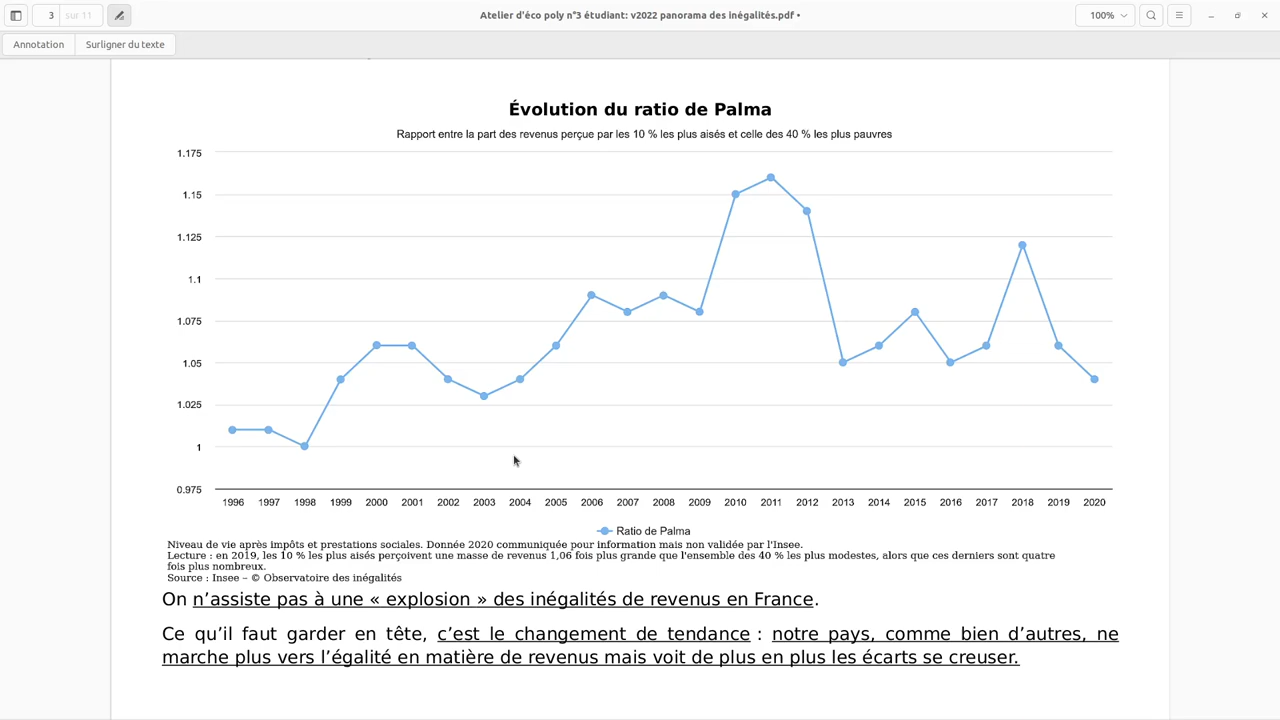 3 sur 11
Atelier d'éco poly n°3 étudiant: v2022 panorama des inégalités.pdf •
100%
Annotation
Surligner du texte
Évolution du ratio de Palma
Rapport entre la part des revenus perçue par les 10 % les plus aisés et celle des 40 % les plus pauvres
1.175
1.15
1.125
1.1
1.075
1.05
1.025
1
0.975
1996 1997 1998 1999 2000 2001 2002 2003 2004 2005 2006 2007 2008 2009 2010 2011 2012 2013 2014 2015 2016 2017 2018 2019 2020
Ratio de Palma
Niveau de vie après impôts et prestations sociales. Donnée 2020 communiquée pour information mais non validée par l'Insee.
Lecture : en 2019, les 10 % les plus aisés perçoivent une masse de revenus 1,06 fois plus grande que l'ensemble des 40 % les plus modestes, alors que ces derniers sont quatre
fois plus nombreux.
Source : Insee – © Observatoire des inégalités
On n’assiste pas à une « explosion » des inégalités de revenus en France.
Ce qu’il faut garder en tête, c’est le changement de tendance : notre pays, comme bien d’autres, ne
marche plus vers l’égalité en matière de revenus mais voit de plus en plus les écarts se creuser.